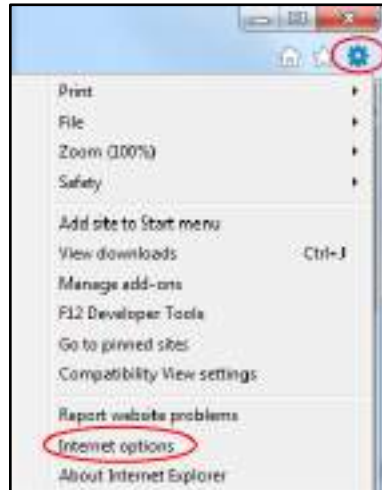 Print
File
Zoom (100%)
Safety
Add site to Start menu
View downloads Ctrl+J
Manage add-ons
F12 Developer Tools
Go to pinned sites
Compatibility View settings
Report website problems
Internet options
About Internet Explorer